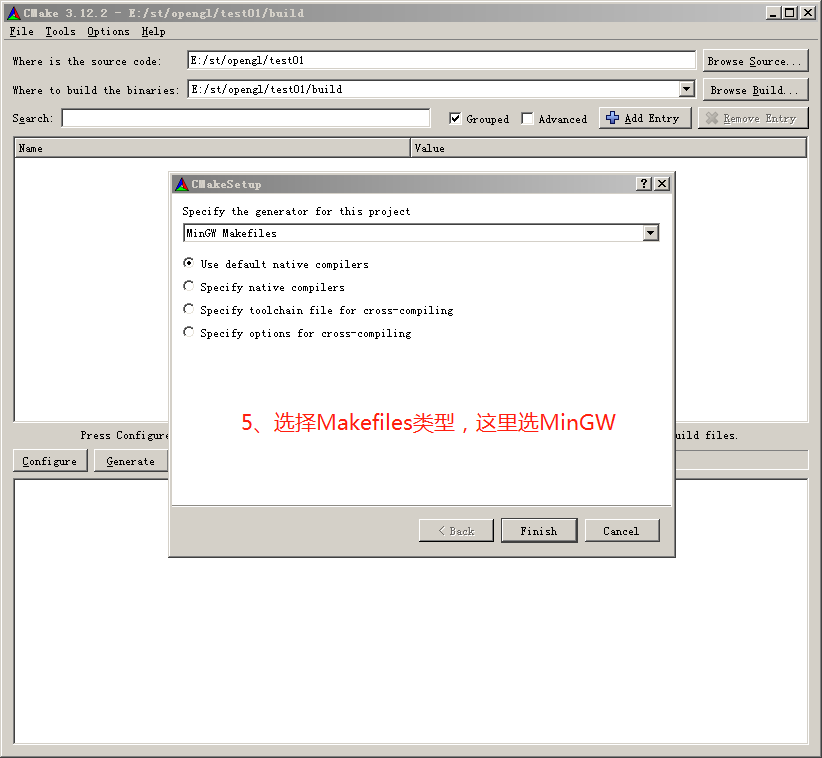 CMake 3.12.2 - E:/st/opengl/test01/build
File Tools Options Help
Where is the source code: E:/st/opengl/test01 Browse Source...
Where to build the binaries: E:/st/opengl/test01/build Browse Build...
Search: Grouped Advanced Add Entry Remove Entry
Name Value
CMakeSetup
Specify the generator for this project
MinGW Makefiles
Use default native compilers
Specify native compilers
Specify toolchain file for cross-compiling
Specify options for cross-compiling
5、选择Makefiles类型，这里选MinGW
Press Configure uild files.
Configure Generate
< Back Finish Cancel